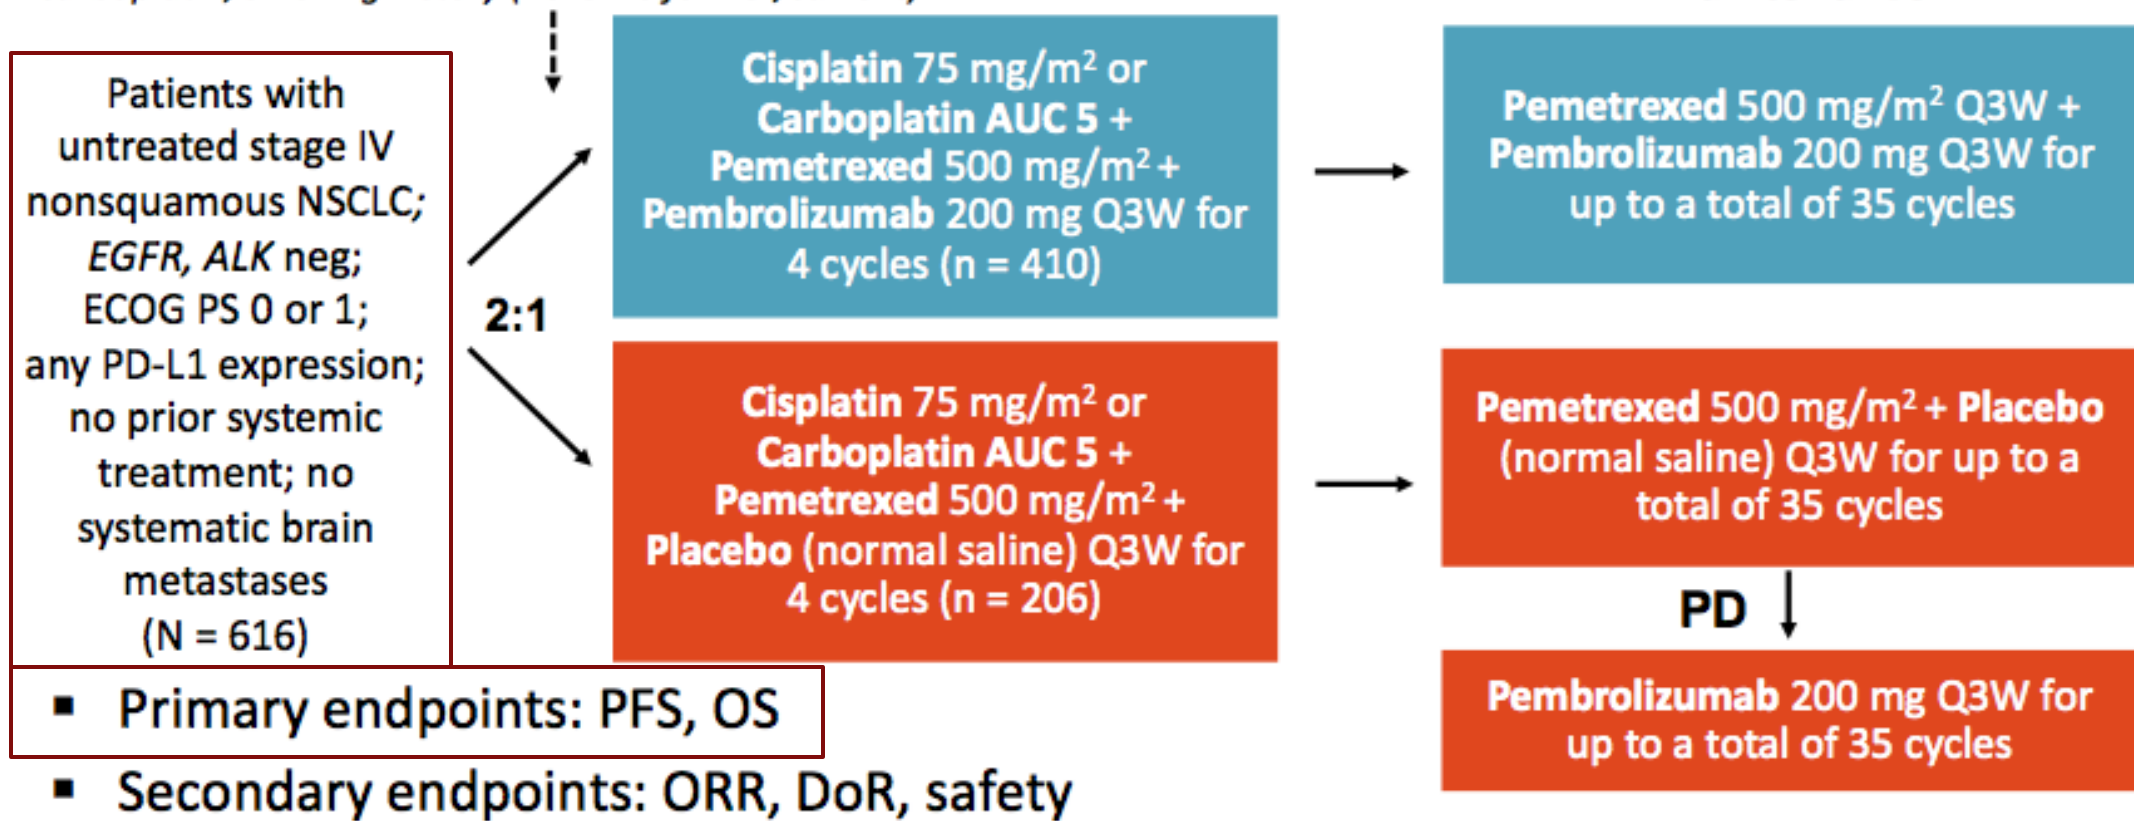 Patients with
untreated stage IV
nonsquamous NSCLC;
EGFR, ALK neg;
ECOG PS 0 or 1;
any PD-L1 expression;
no prior systemic
treatment; no
systematic brain
metastases
(N = 616)
2:1
Cisplatin 75 mg/m² or
Carboplatin AUC 5 +
Pemetrexed 500 mg/m² +
Pembrolizumab 200 mg Q3W for
4 cycles (n = 410)
Pemetrexed 500 mg/m² Q3W +
Pembrolizumab 200 mg Q3W for
up to a total of 35 cycles
Cisplatin 75 mg/m² or
Carboplatin AUC 5 +
Pemetrexed 500 mg/m² +
Placebo (normal saline) Q3W for
4 cycles (n = 206)
Pemetrexed 500 mg/m² + Placebo
(normal saline) Q3W for up to a
total of 35 cycles
PD
Pembrolizumab 200 mg Q3W for
up to a total of 35 cycles
▪ Primary endpoints: PFS, OS
▪ Secondary endpoints: ORR, DoR, safety